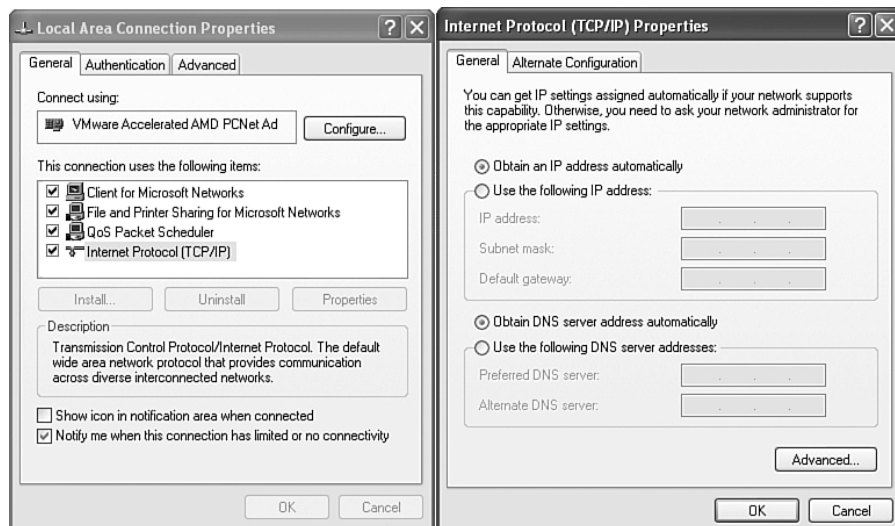 Local Area Connection Properties
General Authentication Advanced
Connect using:
VMware Accelerated AMD PCNet Ad
Configure...
This connection uses the following items:
Client for Microsoft Networks
File and Printer Sharing for Microsoft Networks
QoS Packet Scheduler
Internet Protocol (TCP/IP)
Install... Uninstall Properties
Description
Transmission Control Protocol/Internet Protocol. The default
wide area network protocol that provides communication
across diverse interconnected networks.
Show icon in notification area when connected
Notify me when this connection has limited or no connectivity
OK Cancel
Internet Protocol (TCP/IP) Properties
General Alternate Configuration
You can get IP settings assigned automatically if your network supports
this capability. Otherwise, you need to ask your network administrator for
the appropriate IP settings.
Obtain an IP address automatically
Use the following IP address:
IP address:
Subnet mask:
Default gateway:
Obtain DNS server address automatically
Use the following DNS server addresses:
Preferred DNS server:
Alternate DNS server:
Advanced...
OK Cancel